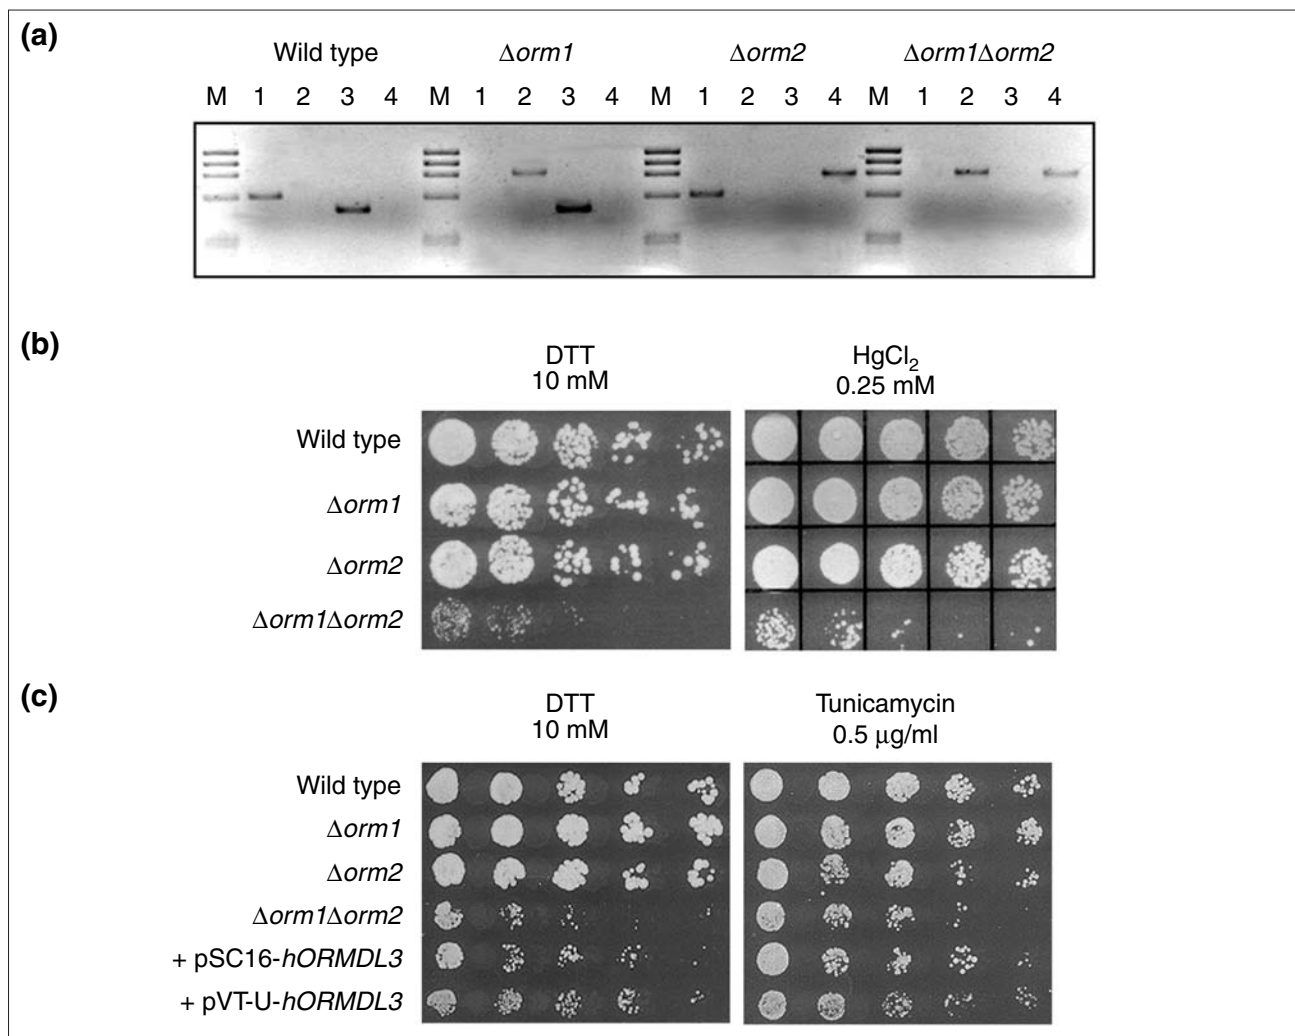 (a)
Wild type Δorm1 Δorm2 Δorm1Δorm2
M 1 2 3 4 M 1 2 3 4 M 1 2 3 4 M 1 2 3 4
(b)
DTT
10 mM
HgCl₂
0.25 mM
Wild type
Δorm1
Δorm2
Δorm1Δorm2
(c)
DTT
10 mM
Tunicamycin
0.5 μg/ml
Wild type
Δorm1
Δorm2
Δorm1Δorm2
+ pSC16-hORMDL3
+ pVT-U-hORMDL3